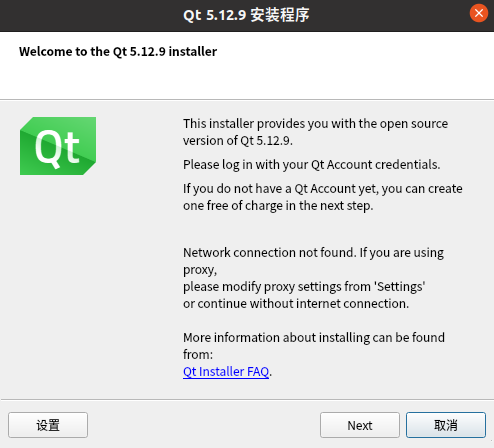 Qt 5.12.9 安装程序
Welcome to the Qt 5.12.9 installer
Qt
This installer provides you with the open source
version of Qt 5.12.9.
Please log in with your Qt Account credentials.
If you do not have a Qt Account yet, you can create
one free of charge in the next step.
Network connection not found. If you are using
proxy,
please modify proxy settings from 'Settings'
or continue without internet connection.
More information about installing can be found
from:
Qt Installer FAQ.
设置
Next
取消